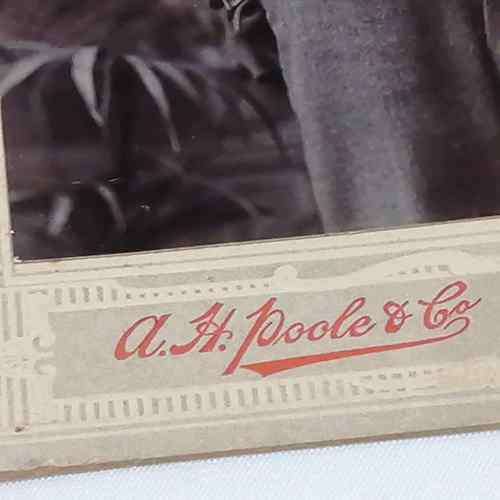 A. H. Poole & Co